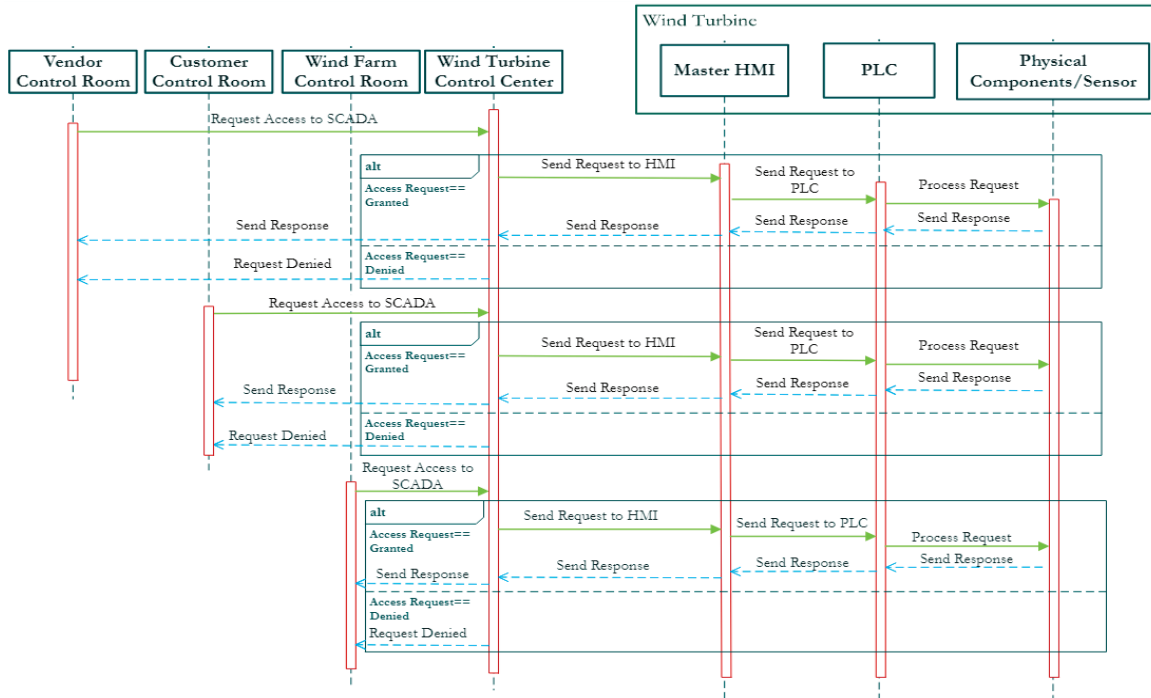 Wind Turbine
Vendor
Control Room
Customer
Control Room
Wind Farm
Control Room
Wind Turbine
Control Center
Master HMI
PLC
Physical
Components/Sensor
Request Access to SCADA
alt
Access Request==
Granted
Send Request to HMI
Send Request to
PLC
Process Request
Send Response
Send Response
Send Response
Send Response
Access Request==
Denied
Request Denied
Request Access to SCADA
alt
Access Request==
Granted
Send Request to HMI
Send Request to
PLC
Process Request
Send Response
Send Response
Send Response
Send Response
Access Request==
Denied
Request Denied
Request Access to
SCADA
alt
Access Request==
Granted
Send Request to HMI
Send Request to PLC
Process Request
Send Response
Send Response
Send Response
Send Response
Access Request==
Denied
Request Denied